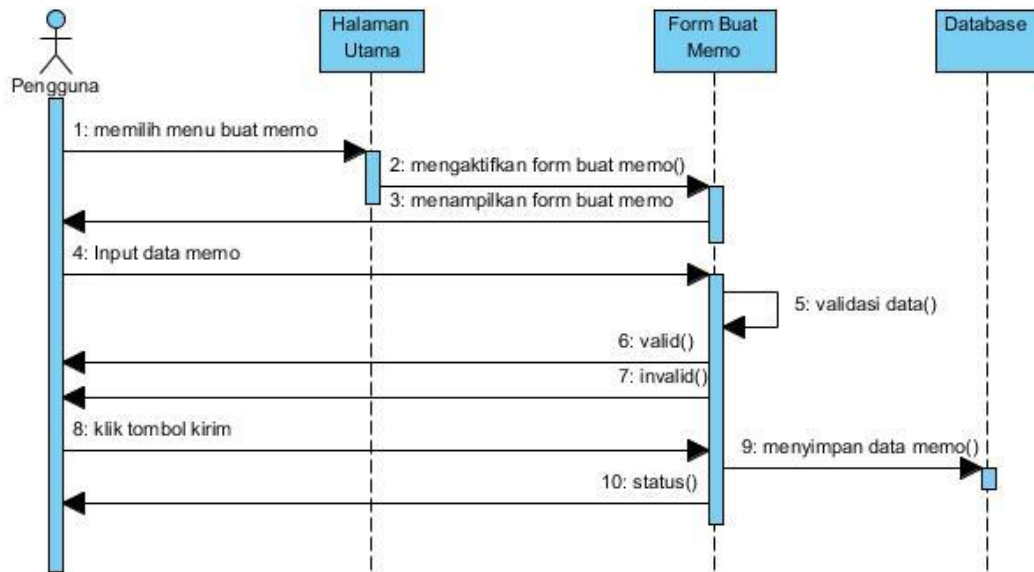 Halaman
Utama
Form Buat
Memo
Database
Pengguna
1: memilih menu buat memo
2: mengaktifkan form buat memo()
3: menampilkan form buat memo
4: Input data memo
5: validasi data()
6: valid()
7: invalid()
8: klik tombol kirim
9: menyimpan data memo()
10: status()